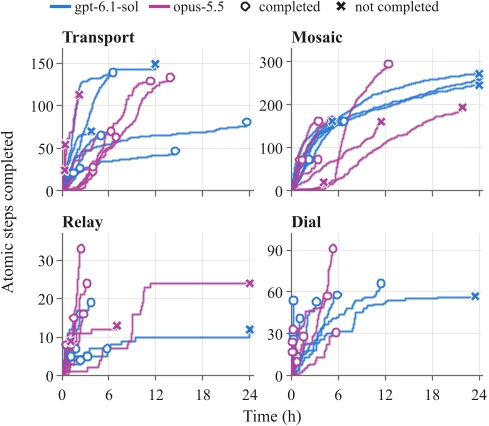 gpt-6.1-sol opus-5.5 completed not completed
Transport Mosaic
150
100
50
0
300
200
100
0
Atomic steps completed
Relay Dial
30
20
10
0
90
60
30
0
0 6 12 18 24 0 6 12 18 24
Time (h)